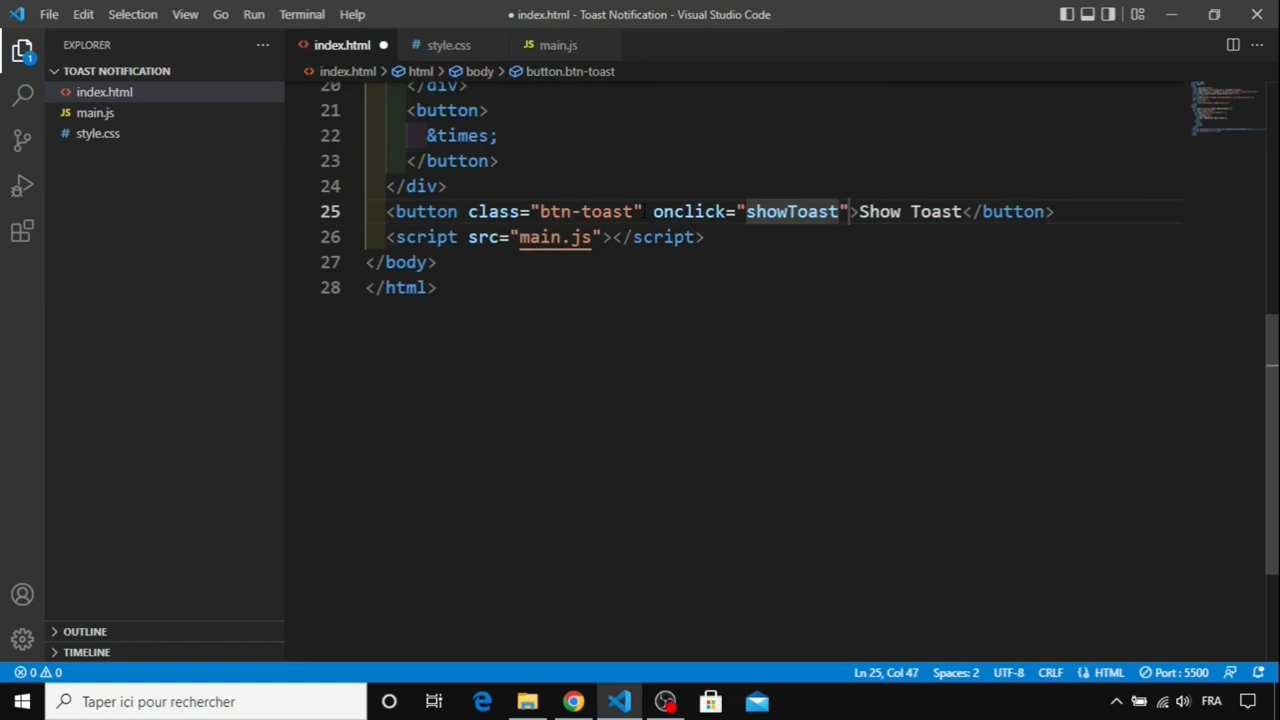 File Edit Selection View Go Run Terminal Help
● index.html - Toast Notification - Visual Studio Code
EXPLORER
index.html ●
style.css
JS main.js
TOAST NOTIFICATION
index.html > html > body > button.btn-toast
index.html
JS main.js
style.css
20 </div>
21 <button>
22 &times;
23 </button>
24 </div>
25 <button class="btn-toast" onclick="showToast">Show Toast</button>
26 <script src="main.js"></script>
27 </body>
28 </html>
1
OUTLINE
TIMELINE
0 0
Ln 25, Col 47 Spaces: 2 UTF-8 CRLF HTML Port : 5500
Taper ici pour rechercher
FRA